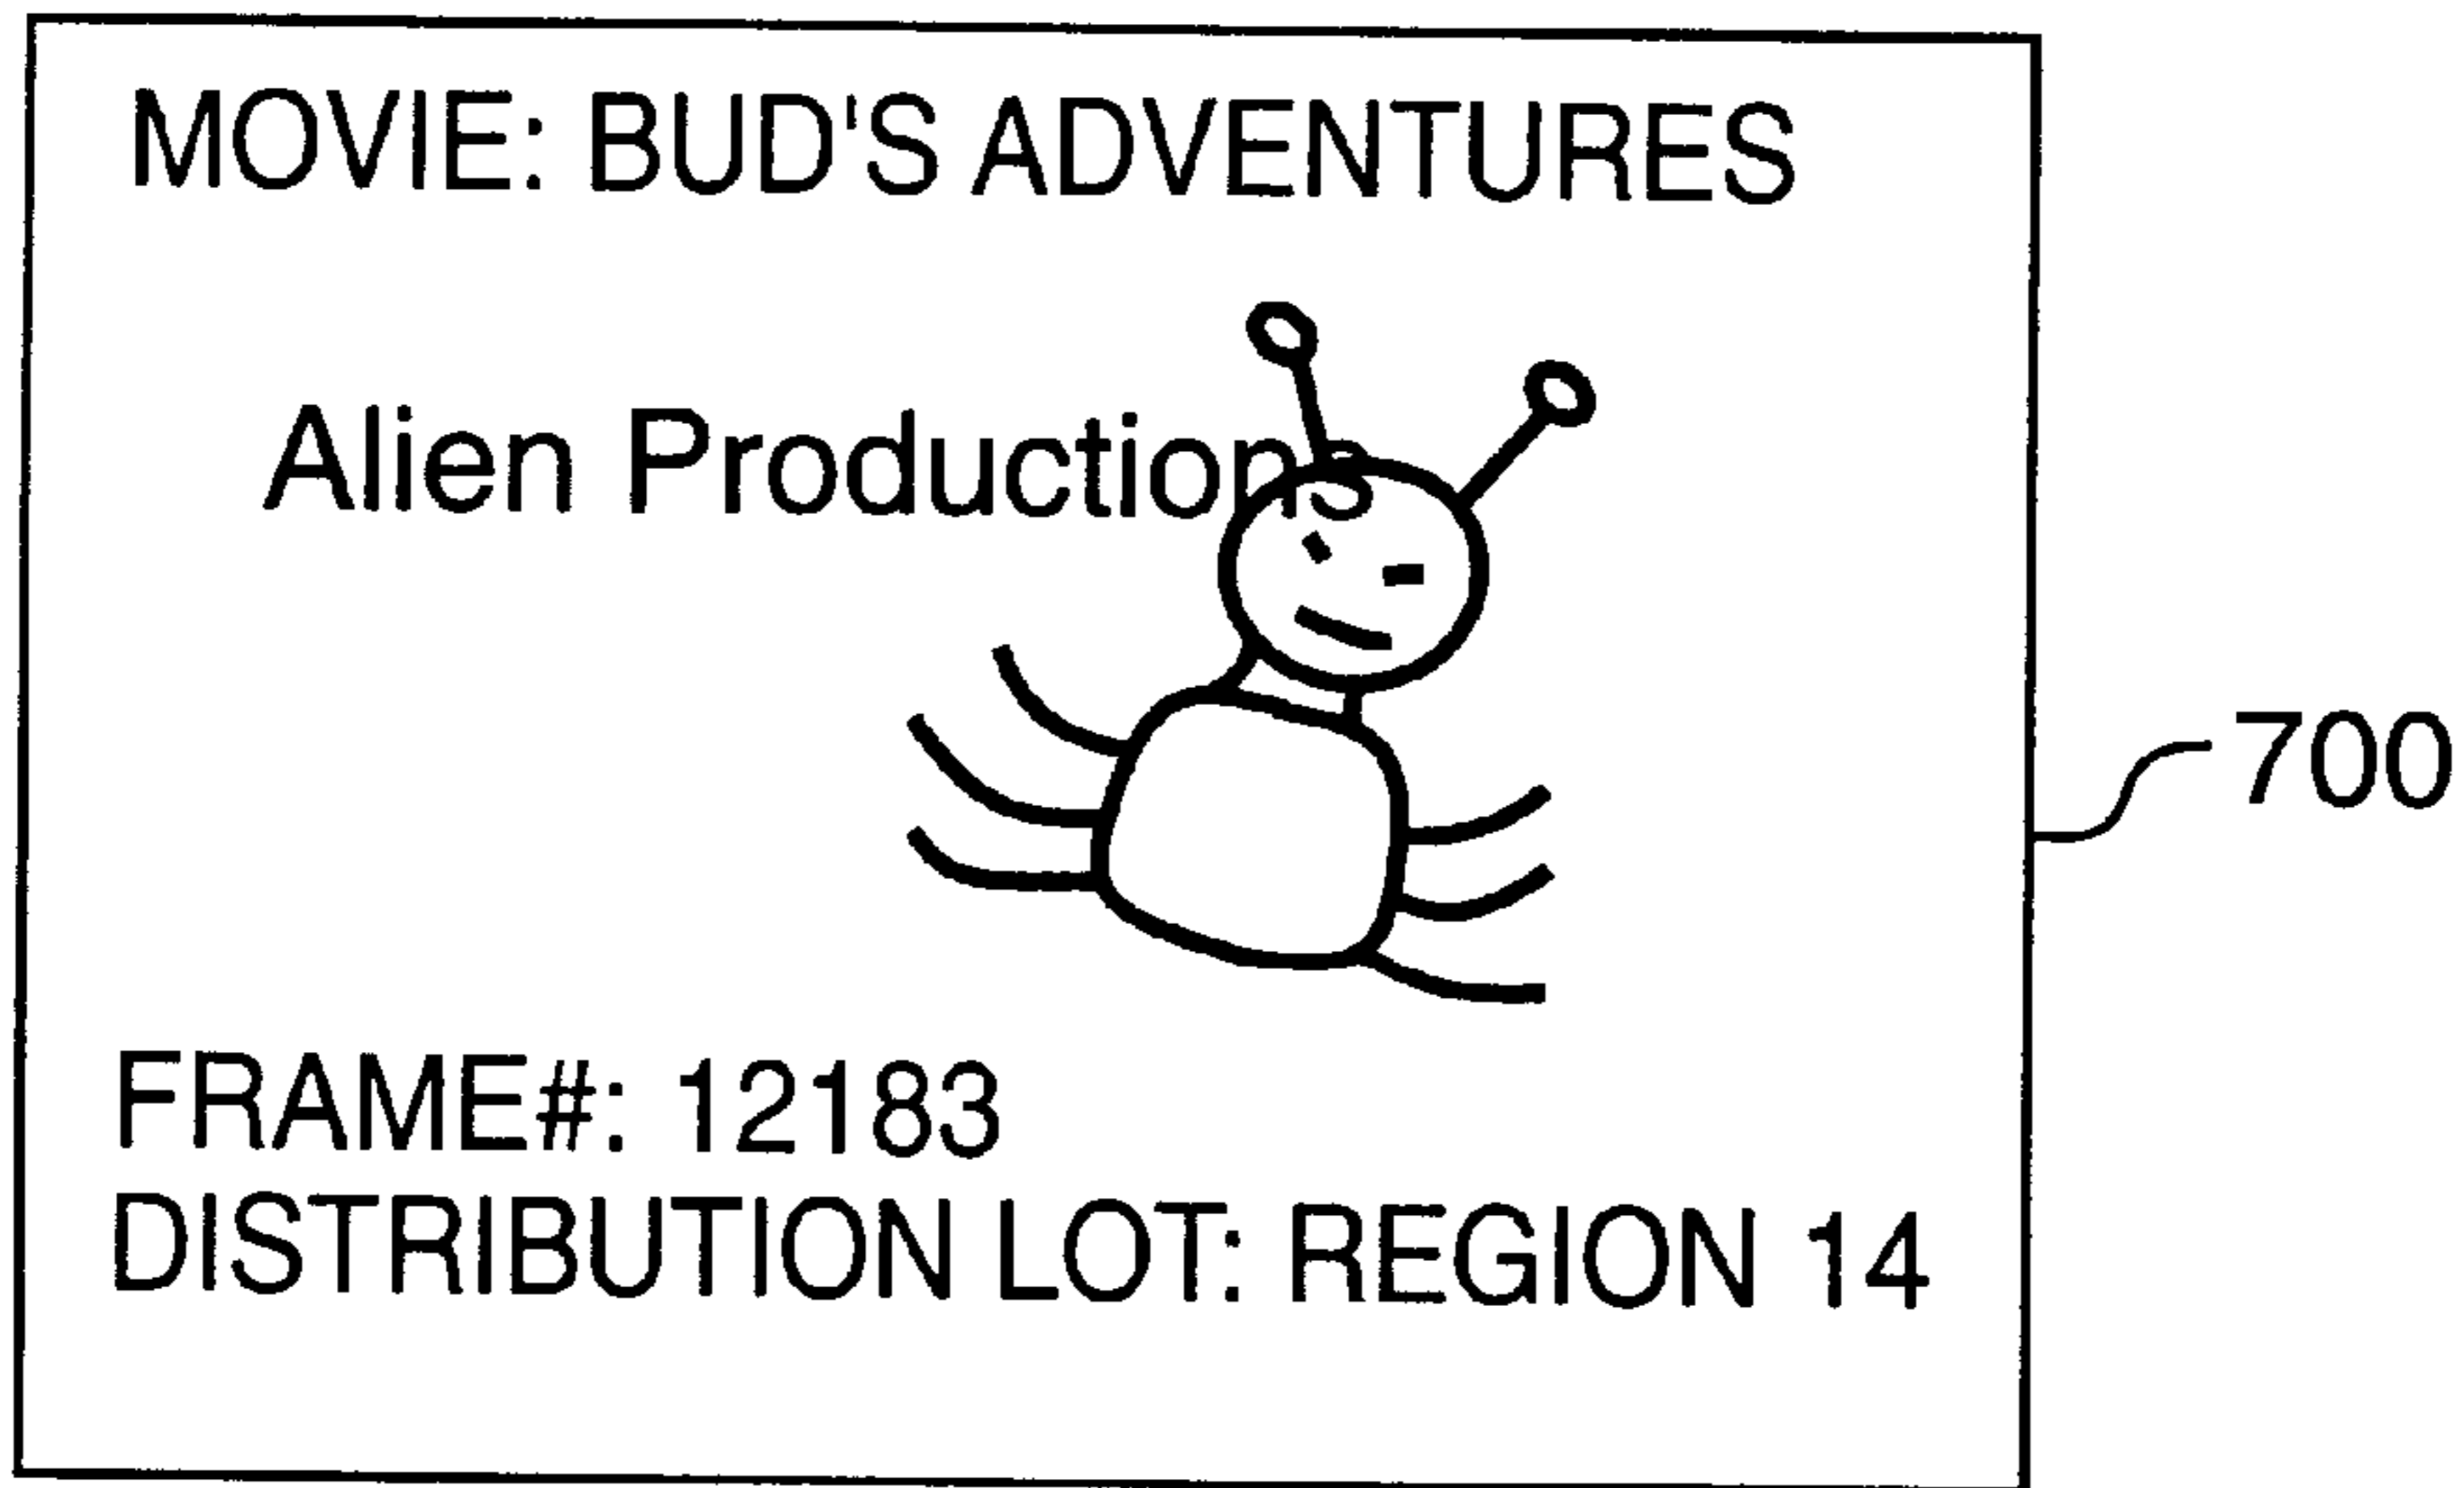 MOVIE: BUD'S ADVENTURES
Alien Productions
700
FRAME#: 12183
DISTRIBUTION LOT: REGION 14